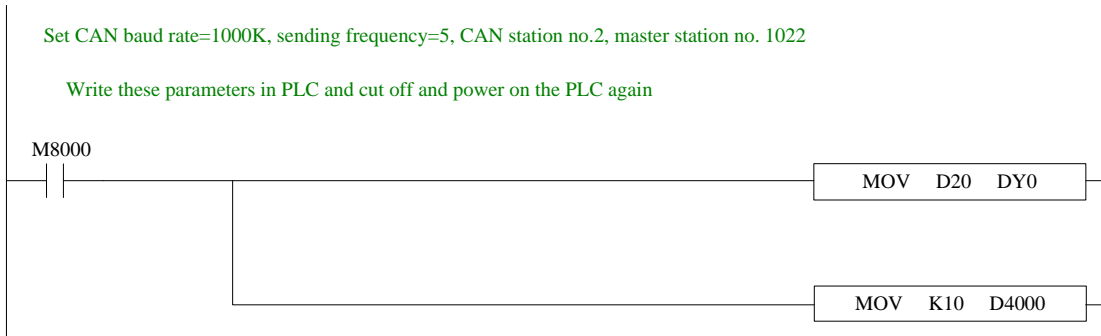 Set CAN baud rate=1000K, sending frequency=5, CAN station no.2, master station no. 1022
Write these parameters in PLC and cut off and power on the PLC again
M8000
MOV D20 DY0
MOV K10 D4000